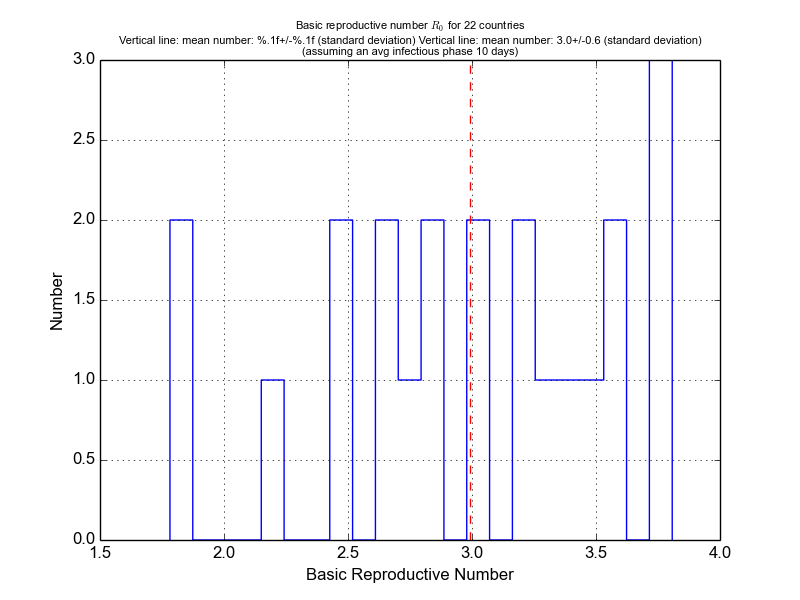 Basic reproductive number R₀ for 22 countries
Vertical line: mean number: %.1f+/-%.1f (standard deviation) Vertical line: mean number: 3.0+/-0.6 (standard deviation)
(assuming an avg infectious phase 10 days)
3.0
2.5
2.0
1.5
1.0
0.5
0.0
Number
1.5 2.0 2.5 3.0 3.5 4.0
Basic Reproductive Number